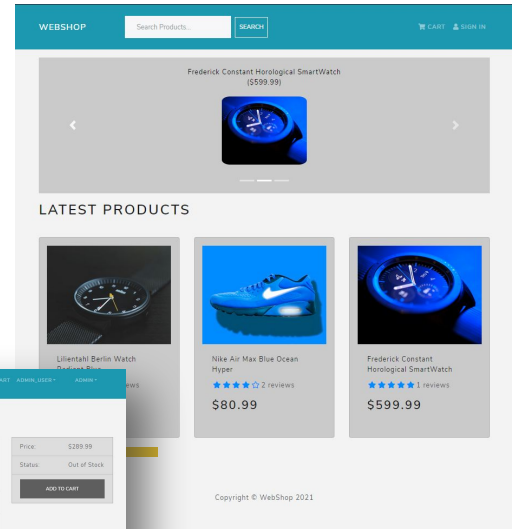 WEBSHOP
Search Products...
SEARCH
CART
SIGN IN
Frederick Constant Horological SmartWatch
($599.99)
LATEST PRODUCTS
Lilientahl Berlin Watch
Nike Air Max Blue Ocean
Hyper
2 reviews
$80.99
Frederick Constant
Horological SmartWatch
1 reviews
$599.99
ADMIN_USER
ADMIN
Price:
$289.99
Status:
Out of Stock
ADD TO CART
Copyright © WebShop 2021